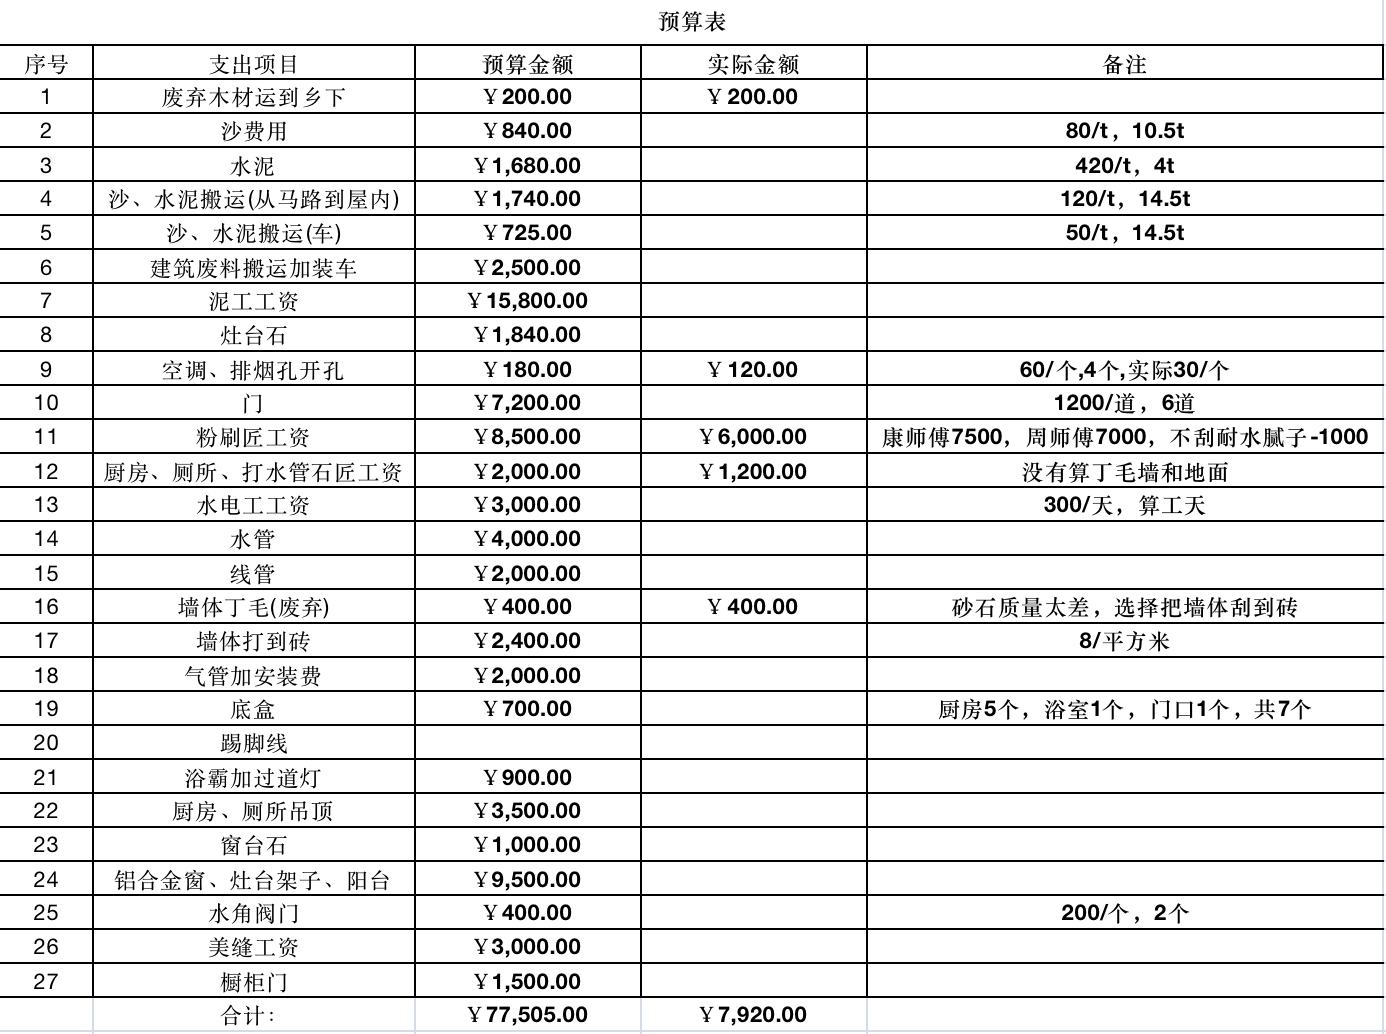 预算表
序号 支出项目 预算金额 实际金额 备注
1 废弃木材运到乡下 ￥200.00 ￥200.00
2 沙费用 ￥840.00 80/t，10.5t
3 水泥 ￥1,680.00 420/t，4t
4 沙、水泥搬运(从马路到屋内) ￥1,740.00 120/t，14.5t
5 沙、水泥搬运(车) ￥725.00 50/t，14.5t
6 建筑废料搬运加装车 ￥2,500.00
7 泥工工资 ￥15,800.00
8 灶台石 ￥1,840.00
9 空调、排烟孔开孔 ￥180.00 ￥120.00 60/个,4个,实际30/个
10 门 ￥7,200.00 1200/道，6道
11 粉刷匠工资 ￥8,500.00 ￥6,000.00 康师傅7500，周师傅7000，不刮耐水腻子-1000
12 厨房、厕所、打水管石匠工资 ￥2,000.00 ￥1,200.00 没有算丁毛墙和地面
13 水电工工资 ￥3,000.00 300/天，算工天
14 水管 ￥4,000.00
15 线管 ￥2,000.00
16 墙体丁毛(废弃) ￥400.00 ￥400.00 砂石质量太差，选择把墙体刮到砖
17 墙体打到砖 ￥2,400.00 8/平方米
18 气管加安装费 ￥2,000.00
19 底盒 ￥700.00 厨房5个，浴室1个，门口1个，共7个
20 踢脚线
21 浴霸加过道灯 ￥900.00
22 厨房、厕所吊顶 ￥3,500.00
23 窗台石 ￥1,000.00
24 铝合金窗、灶台架子、阳台 ￥9,500.00
25 水角阀门 ￥400.00 200/个，2个
26 美缝工资 ￥3,000.00
27 橱柜门 ￥1,500.00
合计： ￥77,505.00 ￥7,920.00